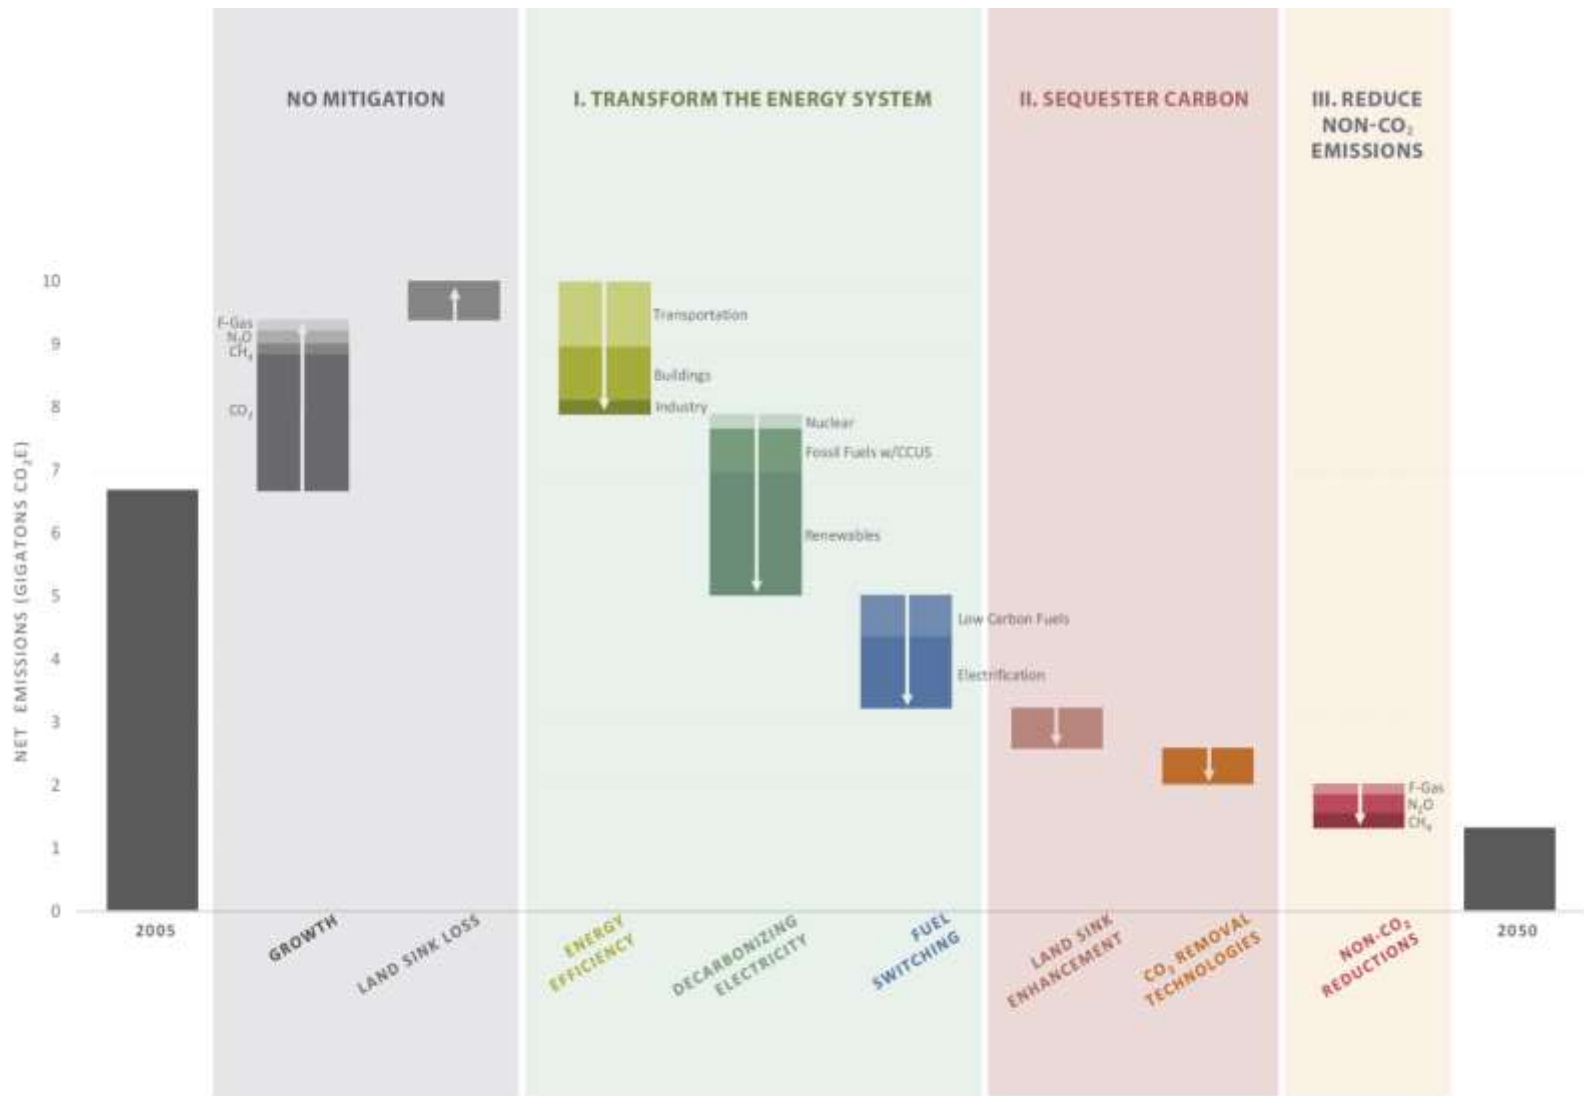 NO MITIGATION
I. TRANSFORM THE ENERGY SYSTEM
II. SEQUESTER CARBON
III. REDUCE
NON-CO₂
EMISSIONS
NET EMISSIONS (GIGATONS CO₂E)
10
9
8
7
6
5
4
3
2
1
0
F-Gas
N₂O
CH₄
CO₂
Transportation
Buildings
Industry
Nuclear
Fossil Fuels w/CCUS
Renewables
Low Carbon Fuels
Electrification
F-Gas
N₂O
CH₄
2005
GROWTH
LAND SINK LOSS
ENERGY
EFFICIENCY
DECARBONIZING
ELECTRICITY
FUEL
SWITCHING
LAND SINK
ENHANCEMENT
CO₂ REMOVAL
TECHNOLOGIES
NON-CO₂
REDUCTIONS
2050